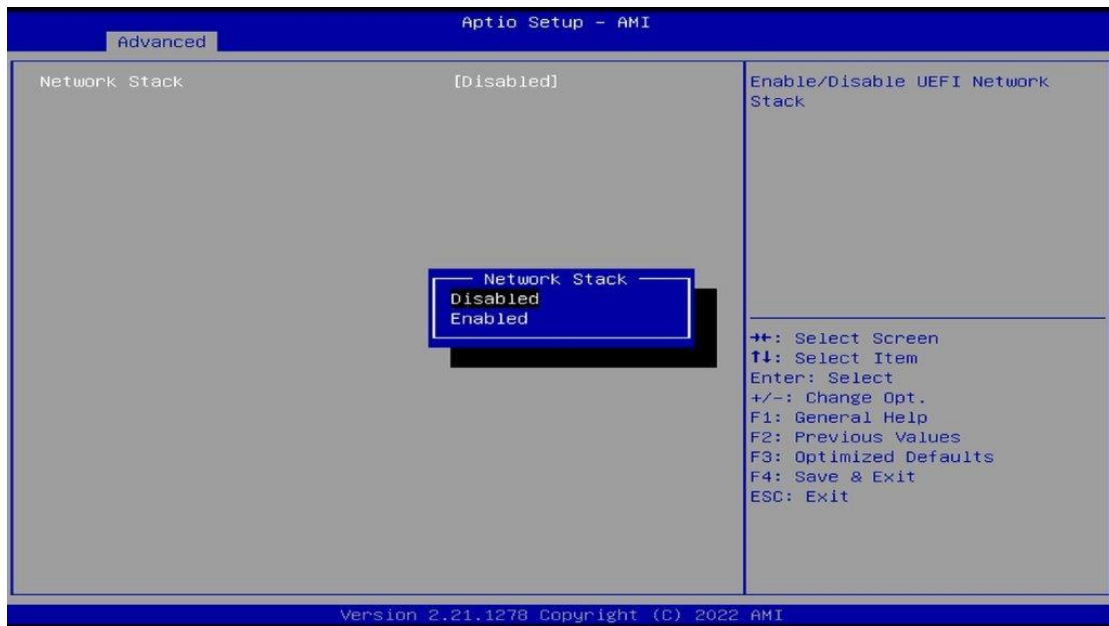 Aptio Setup - AMI
Advanced
Network Stack [Disabled]
Enable/Disable UEFI Network
Stack
Network Stack
Disabled
Enabled
→←: Select Screen
↑↓: Select Item
Enter: Select
+/-: Change Opt.
F1: General Help
F2: Previous Values
F3: Optimized Defaults
F4: Save & Exit
ESC: Exit
Version 2.21.1278 Copyright (C) 2022 AMI